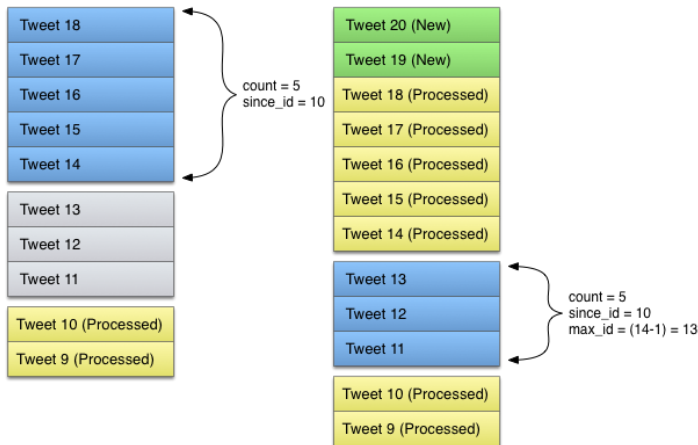 Tweet 18
Tweet 17
Tweet 16
Tweet 15
Tweet 14
count = 5
since_id = 10
Tweet 13
Tweet 12
Tweet 11
Tweet 10 (Processed)
Tweet 9 (Processed)
Tweet 20 (New)
Tweet 19 (New)
Tweet 18 (Processed)
Tweet 17 (Processed)
Tweet 16 (Processed)
Tweet 15 (Processed)
Tweet 14 (Processed)
Tweet 13
Tweet 12
Tweet 11
count = 5
since_id = 10
max_id = (14-1) = 13
Tweet 10 (Processed)
Tweet 9 (Processed)